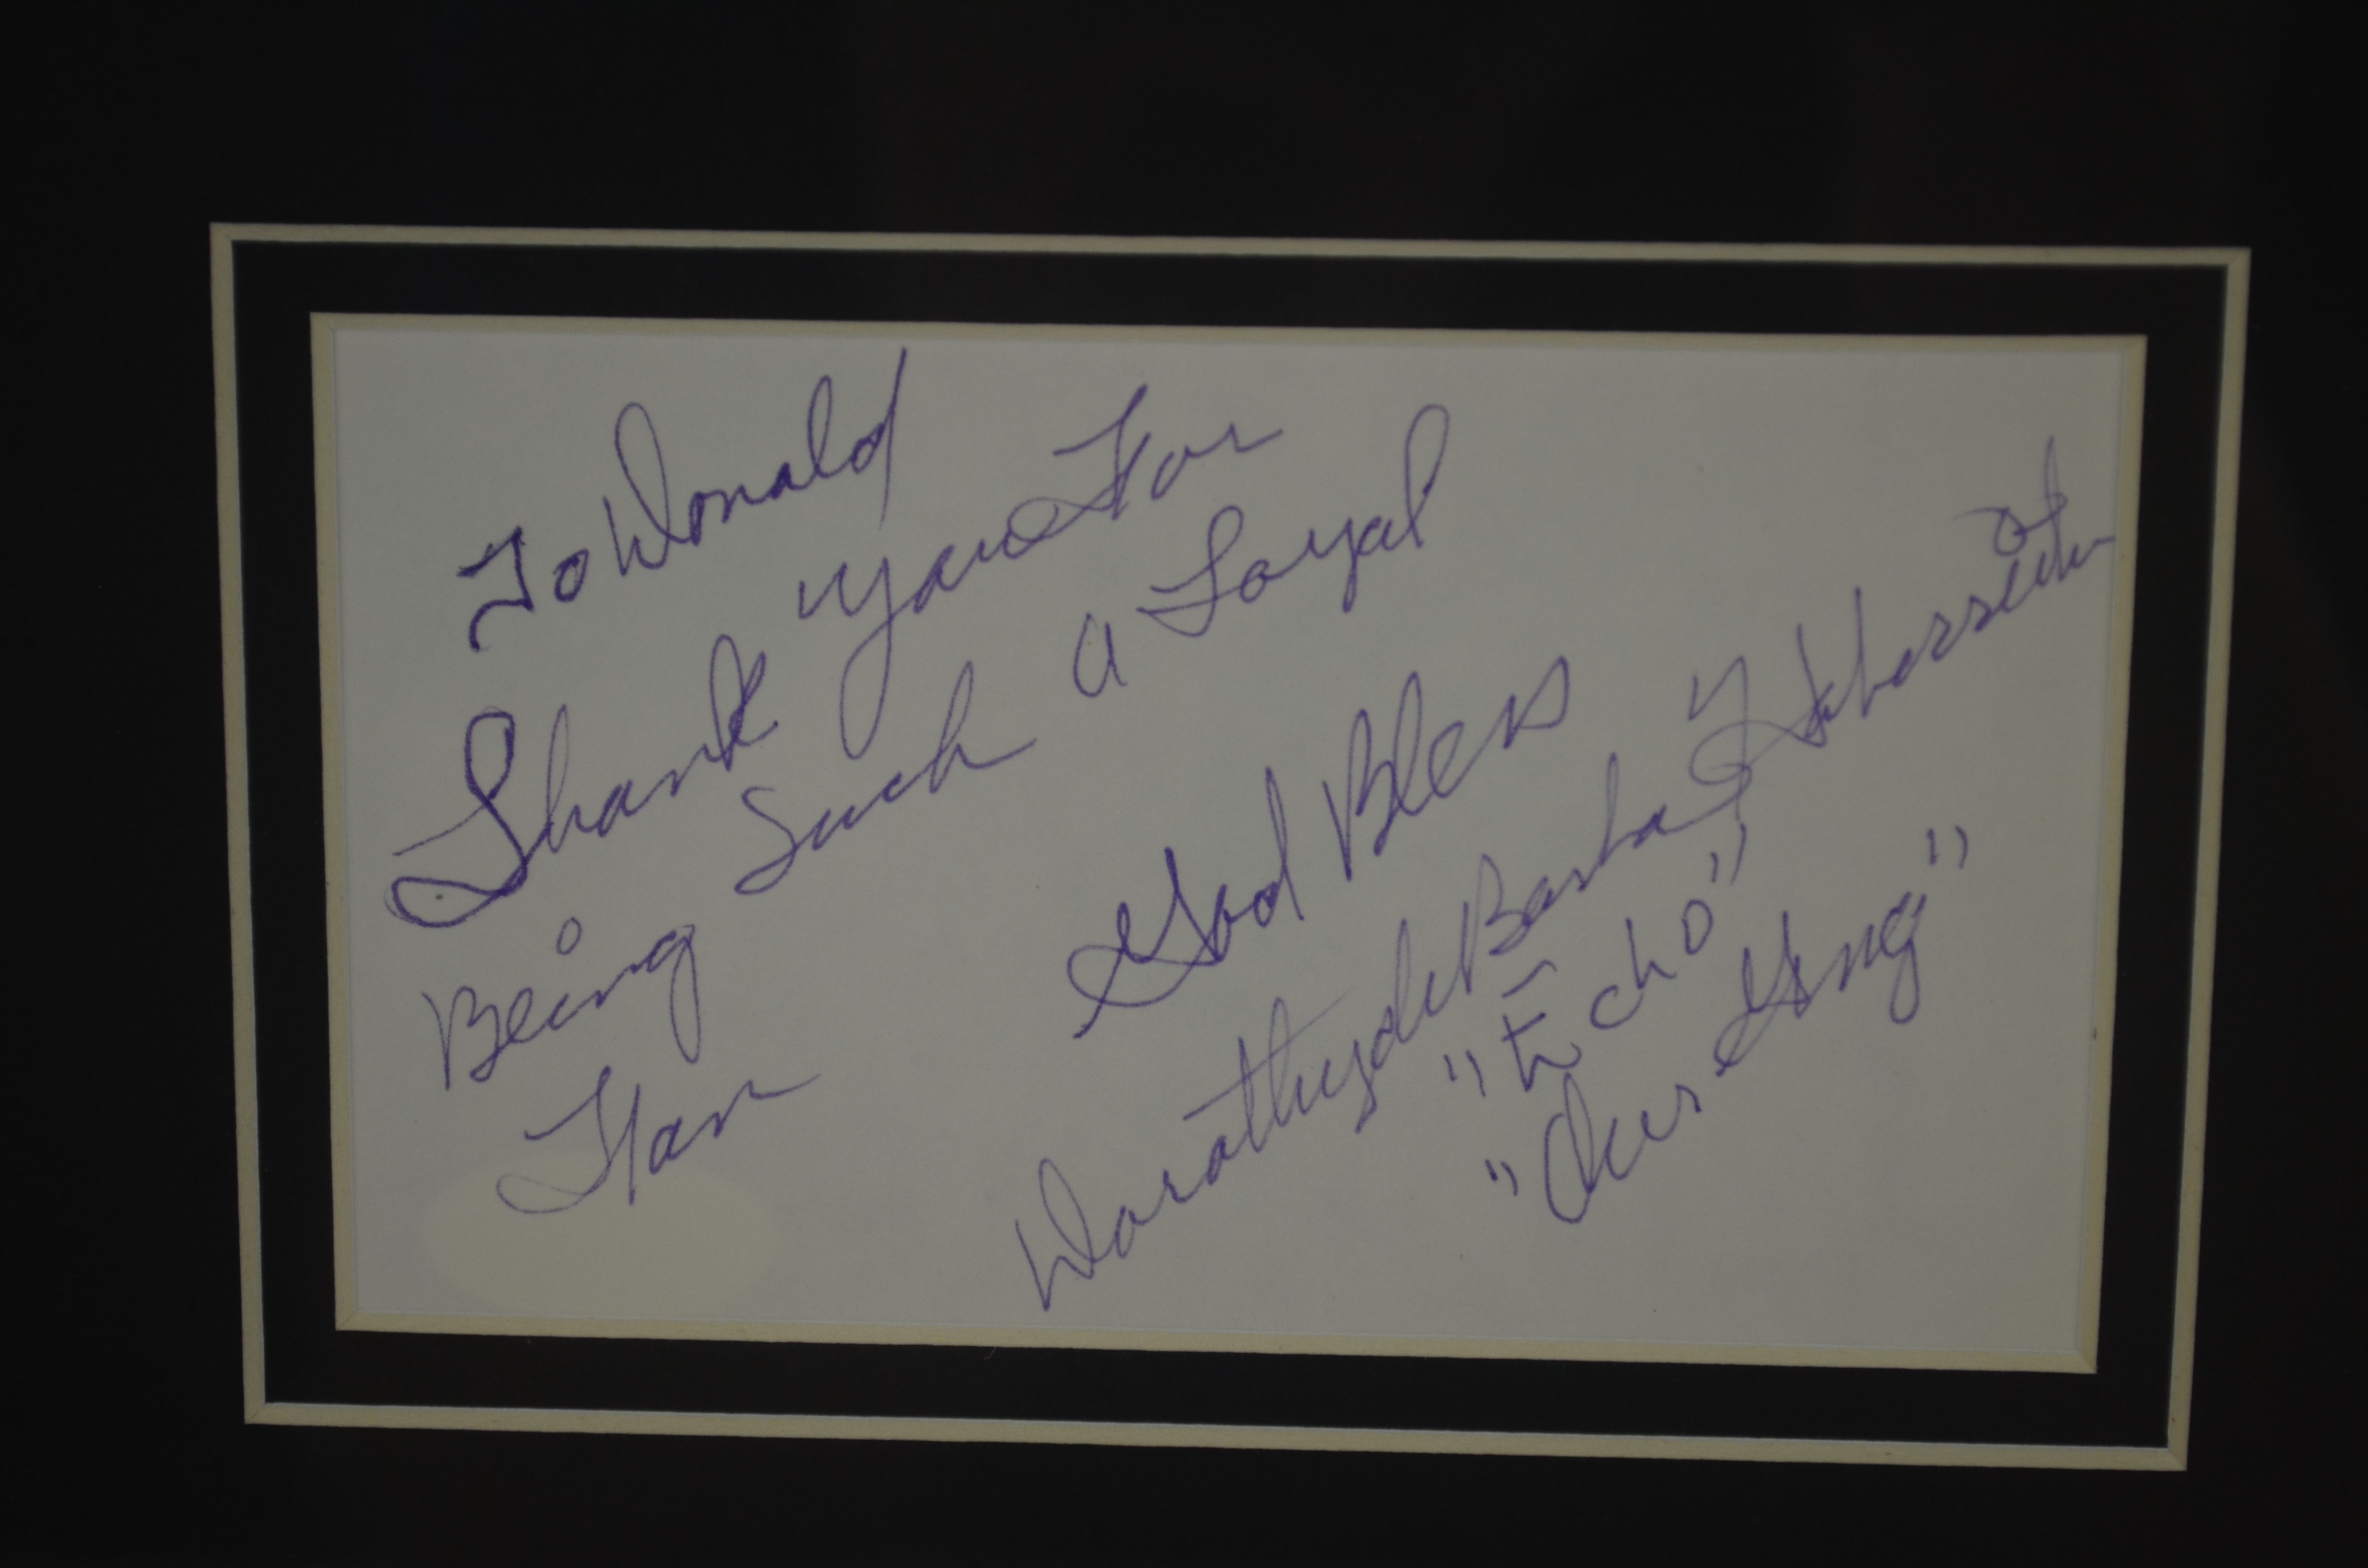 To Donald
Thank you For
Being Such a Loyal
Fan
God Bless
Dorothy deBorba
"Echo"
"Our Gang"